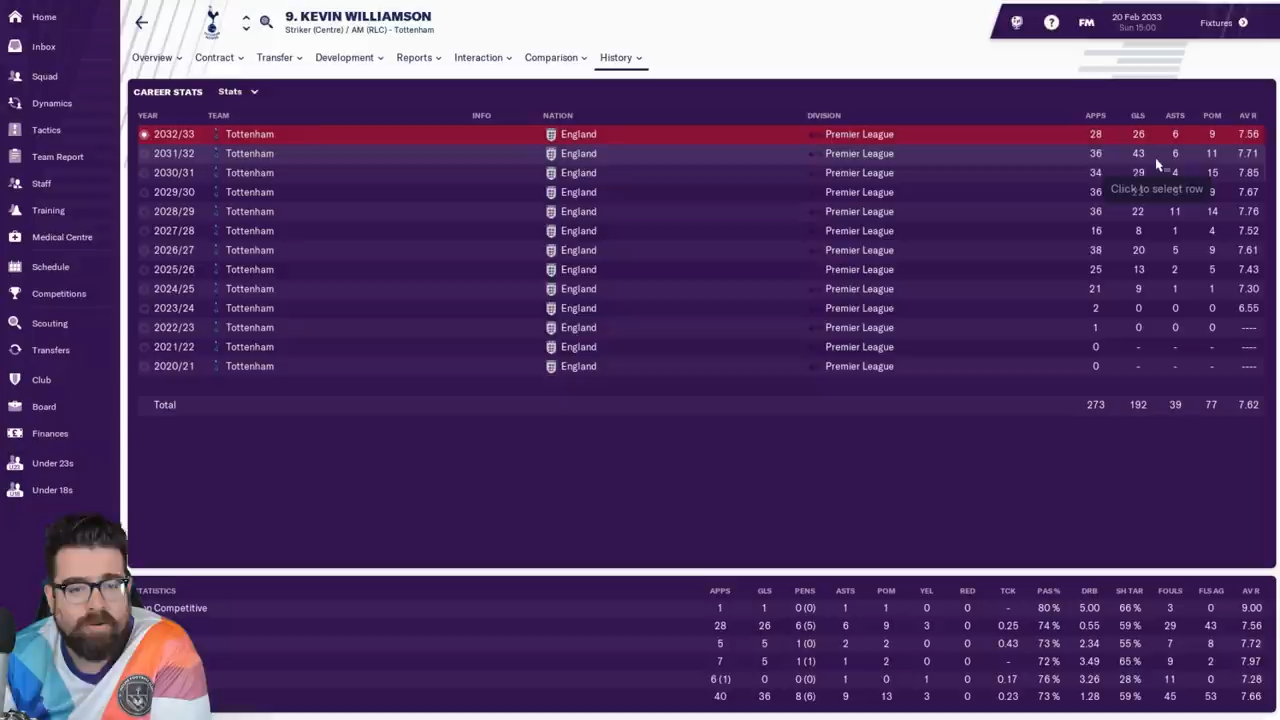 Home
Inbox
Squad
Dynamics
Tactics
Team Report
Staff
Training
Medical Centre
Schedule
Competitions
Scouting
Transfers
Club
Board
Finances
Under 23s
Under 18s
9. KEVIN WILLIAMSON
Striker (Centre) / AM (RLC) - Tottenham
? FM 20 Feb 2033 Fixtures
Sun 15:00
Overview Contract Transfer Development Reports Interaction Comparison History
CAREER STATS Stats
YEAR TEAM INFO NATION DIVISION APPS GLS ASTS POM AV R
2032/33 Tottenham England Premier League 28 26 6 9 7.56
2031/32 Tottenham England Premier League 36 43 6 11 7.71
2030/31 Tottenham England Premier League 34 29 4 15 7.85
Click to select row
2029/30 Tottenham England Premier League 36 9 7.67
2028/29 Tottenham England Premier League 36 22 11 14 7.76
2027/28 Tottenham England Premier League 16 8 1 4 7.52
2026/27 Tottenham England Premier League 38 20 5 9 7.61
2025/26 Tottenham England Premier League 25 13 2 5 7.43
2024/25 Tottenham England Premier League 21 9 1 1 7.30
2023/24 Tottenham England Premier League 2 0 0 0 6.55
2022/23 Tottenham England Premier League 1 0 0 0 ----
2021/22 Tottenham England Premier League 0 - - - ----
2020/21 Tottenham England Premier League 0 - - - ----
Total 273 192 39 77 7.62
TATISTICS APPS GLS PENS ASTS POM YEL RED TCK PAS % DRB SH TAR FOULS FLS AG AV R
on Competitive 1 1 0 (0) 1 1 0 0 - 80 % 5.00 66 % 3 0 9.00
28 26 6 (5) 6 9 3 0 0.25 74 % 0.55 59 % 29 43 7.56
5 5 1 (0) 2 2 0 0 0.43 73 % 2.34 55 % 7 8 7.72
7 5 1 (1) 1 2 0 0 - 72 % 3.49 65 % 9 2 7.97
6 (1) 0 0 (0) 1 0 1 0 0.17 76 % 3.26 28 % 11 0 7.28
40 36 8 (6) 9 13 3 0 0.23 73 % 1.28 59 % 45 53 7.66